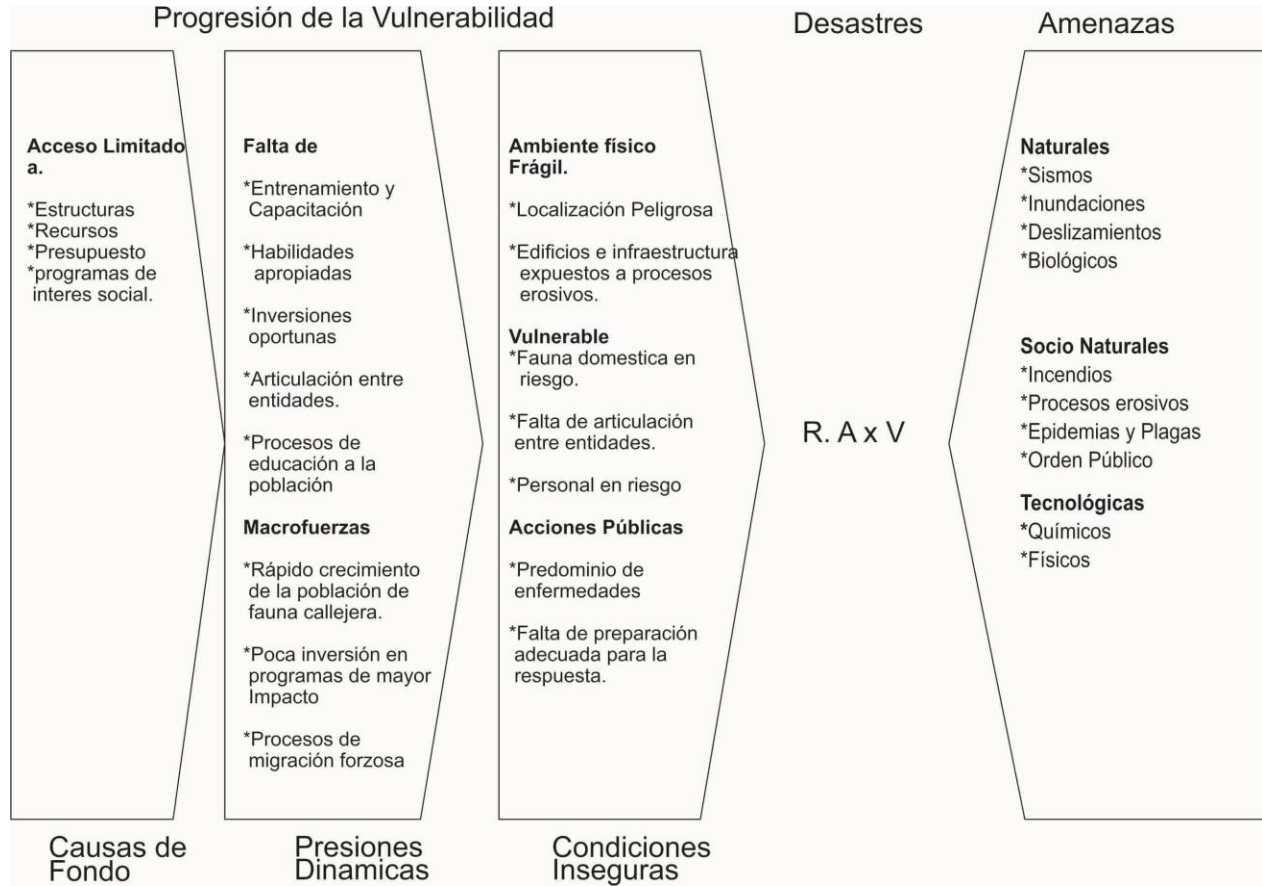 Progresión de la Vulnerabilidad
Desastres
Amenazas
Acceso Limitado
a.
*Estructuras
*Recursos
*Presupuesto
*programas de
interes social.
Causas de
Fondo
Falta de
*Entrenamiento y
Capacitación
*Habilidades
apropiadas
*Inversiones
oportunas
*Articulación entre
entidades.
*Procesos de
educación a la
población
Macrofuerzas
*Rápido crecimiento
de la población de
fauna callejera.
*Poca inversión en
programas de mayor
Impacto
*Procesos de
migración forzosa
Presiones
Dinamicas
Ambiente físico
Frágil.
*Localización Peligrosa
*Edificios e infraestructura
expuestos a procesos
erosivos.
Vulnerable
*Fauna domestica en
riesgo.
*Falta de articulación
entre entidades.
*Personal en riesgo
Acciones Públicas
*Predominio de
enfermedades
*Falta de preparación
adecuada para la
respuesta.
Condiciones
Inseguras
R. A x V
Naturales
*Sismos
*Inundaciones
*Deslizamientos
*Biológicos
Socio Naturales
*Incendios
*Procesos erosivos
*Epidemias y Plagas
*Orden Público
Tecnológicas
*Químicos
*Físicos